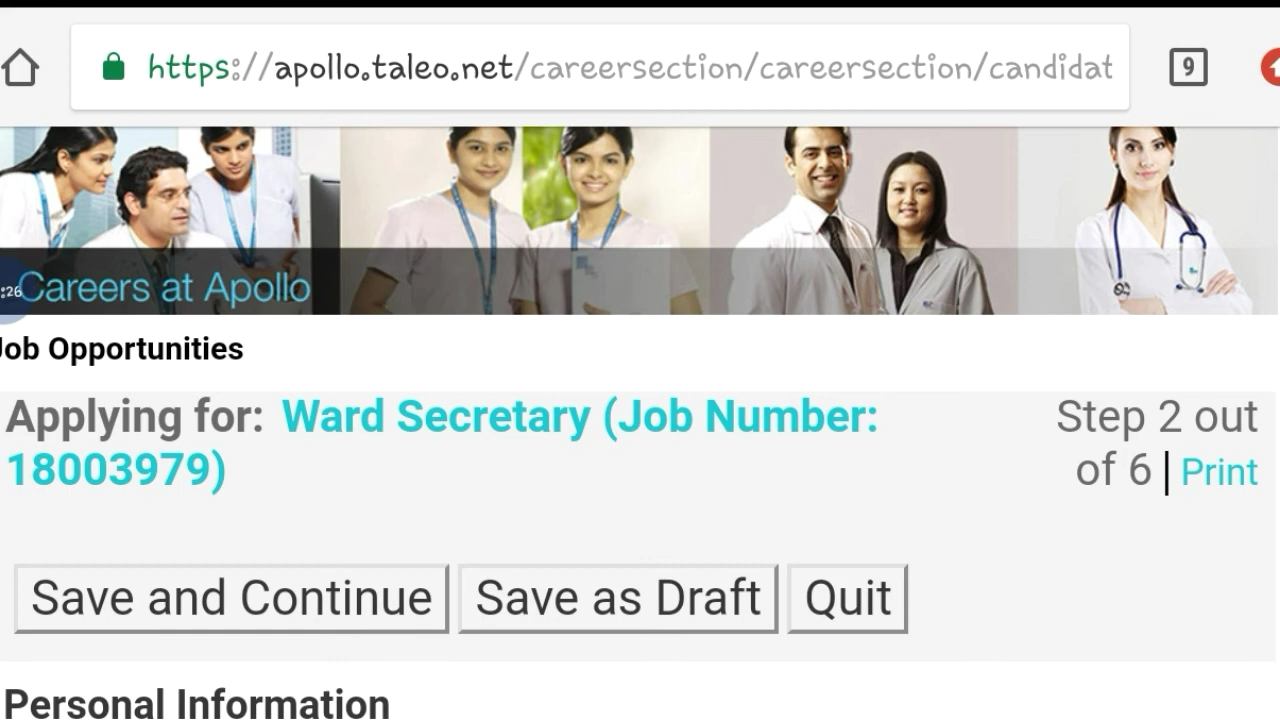 https://apollo.taleo.net/careersection/careersection/candidat
9
:26
Careers at Apollo
Job Opportunities
Applying for: Ward Secretary (Job Number:
18003979)
Step 2 out
of 6 | Print
Save and Continue
Save as Draft
Quit
Personal Information